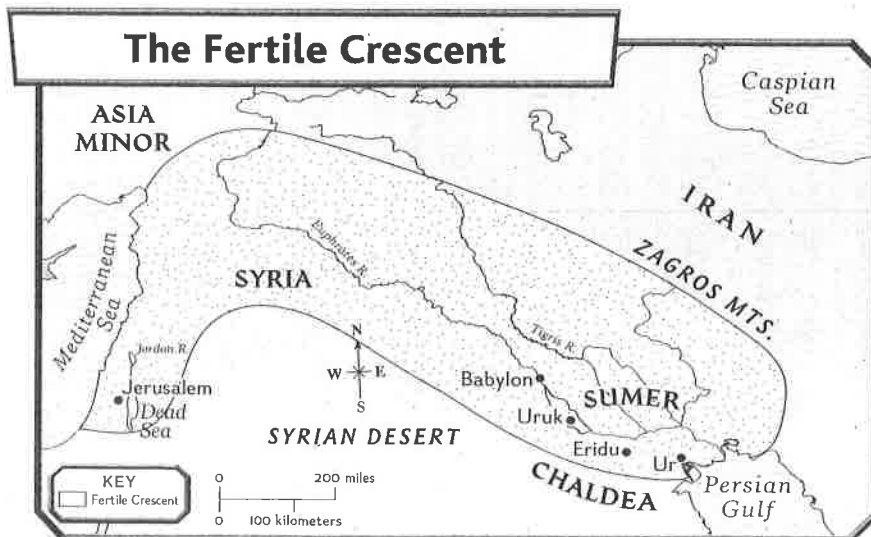 The Fertile Crescent
Caspian
Sea
ASIA
MINOR
IRAN
ZAGROS MTS.
Mediterranean
Sea
Euphrates R.
SYRIA
Tigris R.
Jordan R.
Jerusalem
Dead
Sea
N
W E
S
Babylon
SUMER
Uruk
SYRIAN DESERT
Eridu
Ur
CHALDEA
Persian
Gulf
KEY
Fertile Crescent
0 200 miles
0 100 kilometers